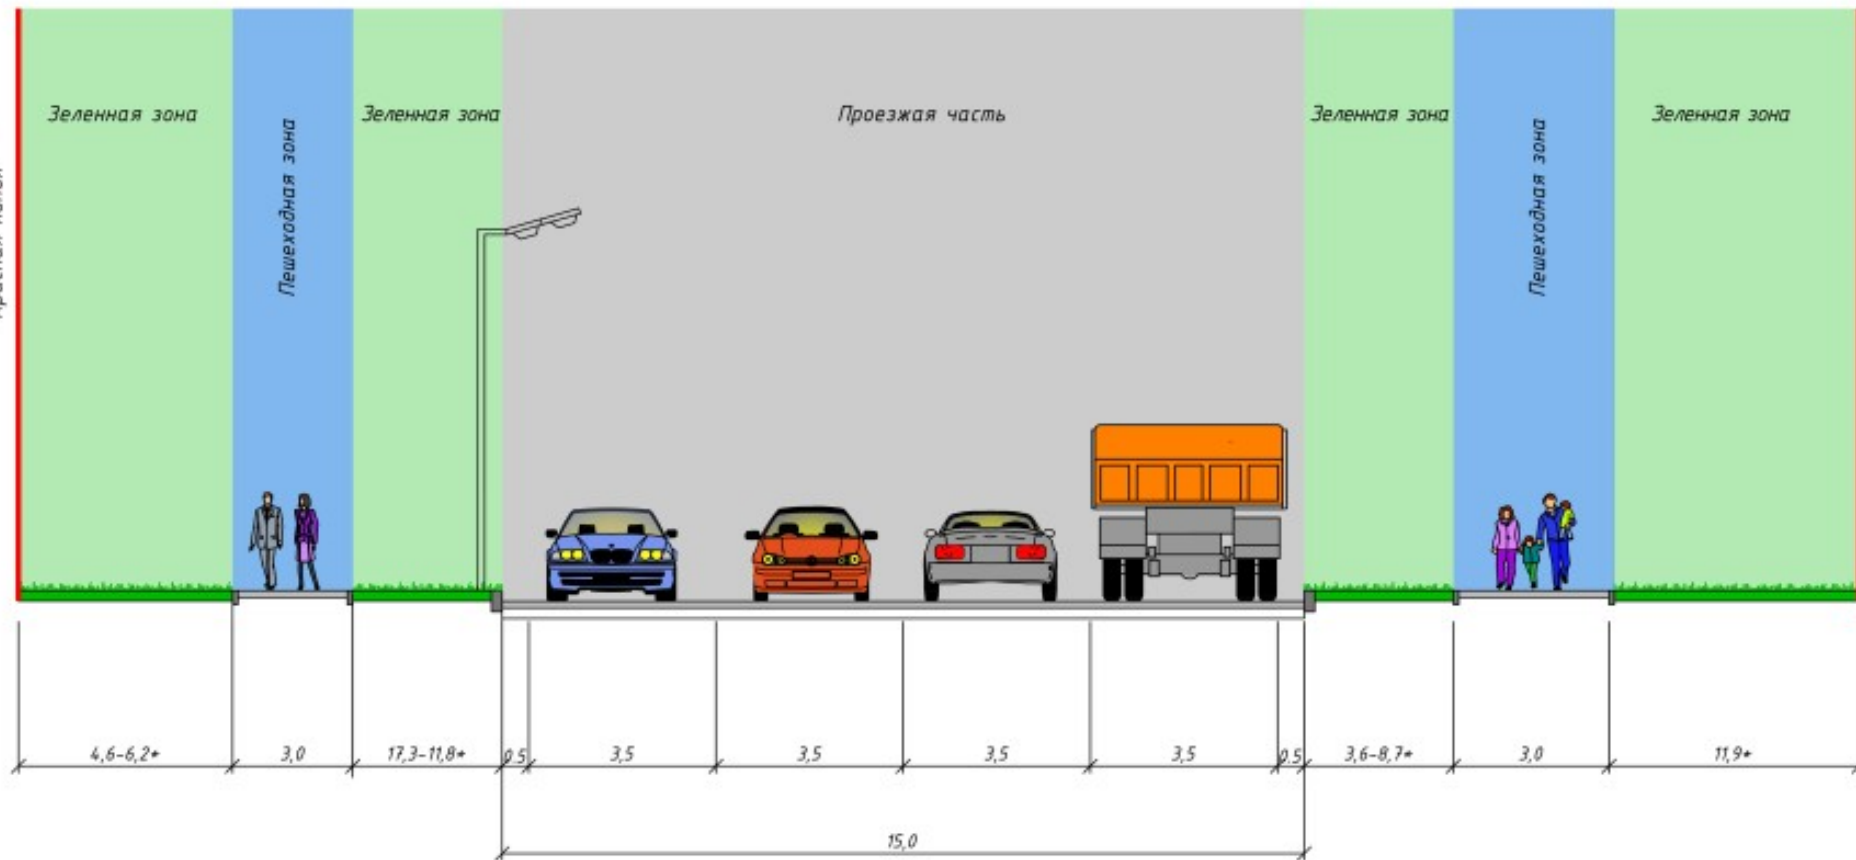 Зеленная зона
Пешеходная зона
Зеленная зона
Проезжая часть
Зеленная зона
Пешеходная зона
Зеленная зона
4,6-6,2*
3,0
17,3-11,8*
0.5
3,5
3,5
3,5
3,5
0.5
3,6-8,7*
3,0
11,9*
15,0